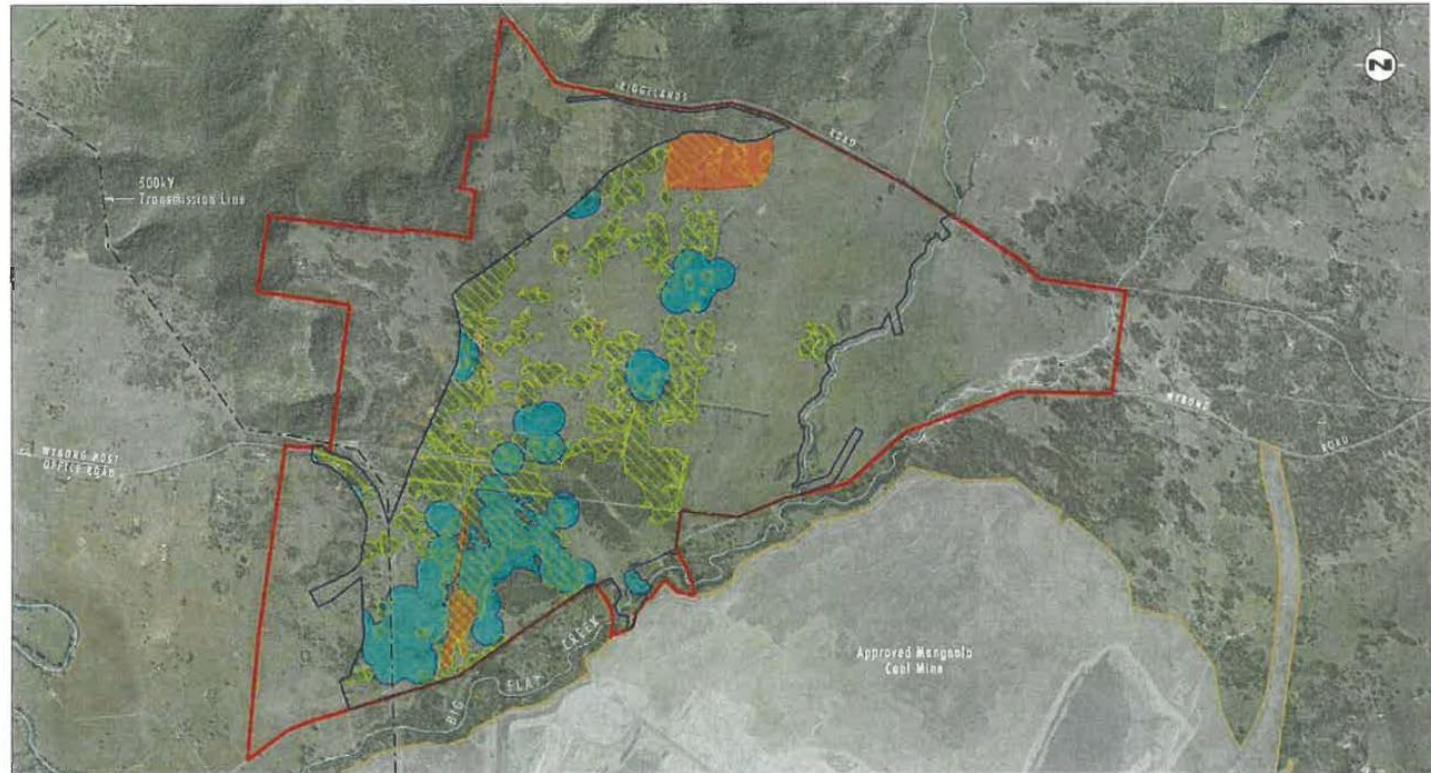 RIDGELANDS
ROAD
500kV
Transmission Line
WYBONG
ROAD
WYBONG POST
OFFICE ROAD
Approved Mangoola
Coal Mine
BIG FLAT CREEK
N